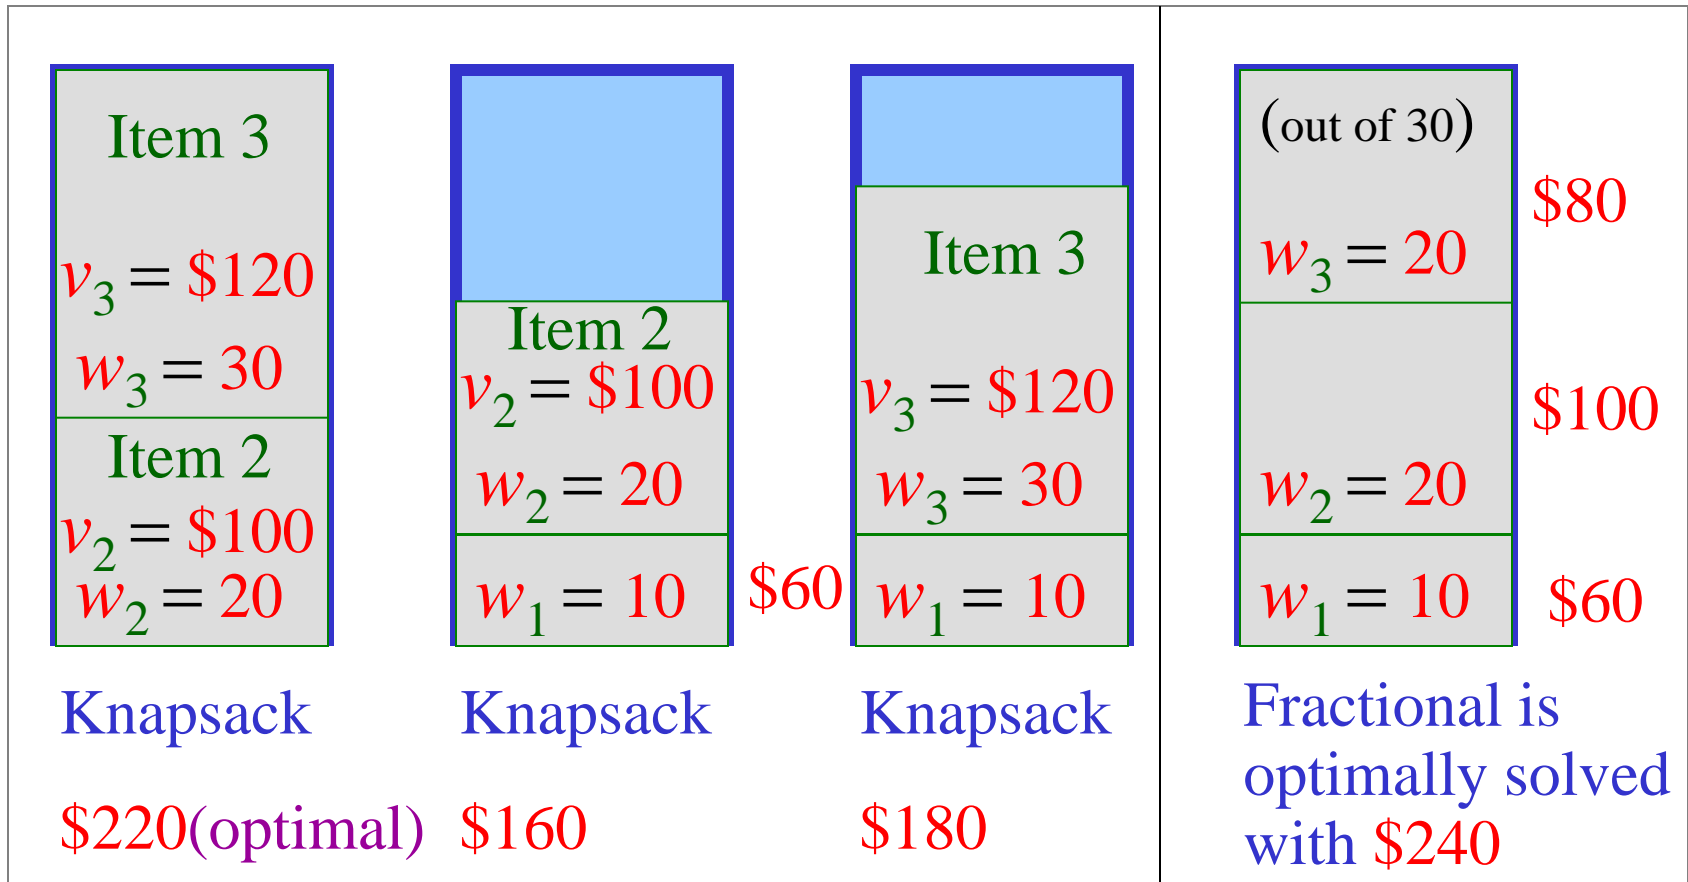 Item 3
v3 = $120
w3 = 30
Item 2
v2 = $100
w2 = 20
Knapsack
$220(optimal)
Item 2
v2 = $100
w2 = 20
w1 = 10
$60
Knapsack
$160
Item 3
v3 = $120
w3 = 30
w1 = 10
Knapsack
$180
(out of 30)
$80
w3 = 20
$100
w2 = 20
w1 = 10
$60
Fractional is
optimally solved
with $240